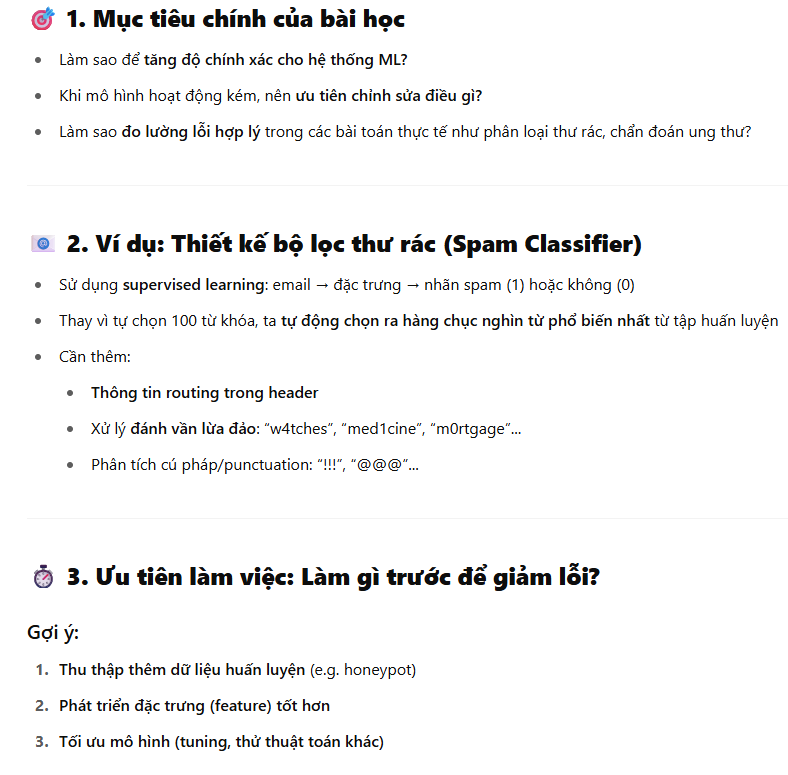 🎯 1. Mục tiêu chính của bài học
• Làm sao để tăng độ chính xác cho hệ thống ML?
• Khi mô hình hoạt động kém, nên ưu tiên chỉnh sửa điều gì?
• Làm sao đo lường lỗi hợp lý trong các bài toán thực tế như phân loại thư rác, chẩn đoán ung thư?
📧 2. Ví dụ: Thiết kế bộ lọc thư rác (Spam Classifier)
• Sử dụng supervised learning: email → đặc trưng → nhãn spam (1) hoặc không (0)
• Thay vì tự chọn 100 từ khóa, ta tự động chọn ra hàng chục nghìn từ phổ biến nhất từ tập huấn luyện
• Cần thêm:
• Thông tin routing trong header
• Xử lý đánh vần lừa đảo: “w4tches”, “med1cine”, “m0rtgage”...
• Phân tích cú pháp/punctuation: “!!!”, “@@@”...
⏱ 3. Ưu tiên làm việc: Làm gì trước để giảm lỗi?
Gợi ý:
1. Thu thập thêm dữ liệu huấn luyện (e.g. honeypot)
2. Phát triển đặc trưng (feature) tốt hơn
3. Tối ưu mô hình (tuning, thử thuật toán khác)